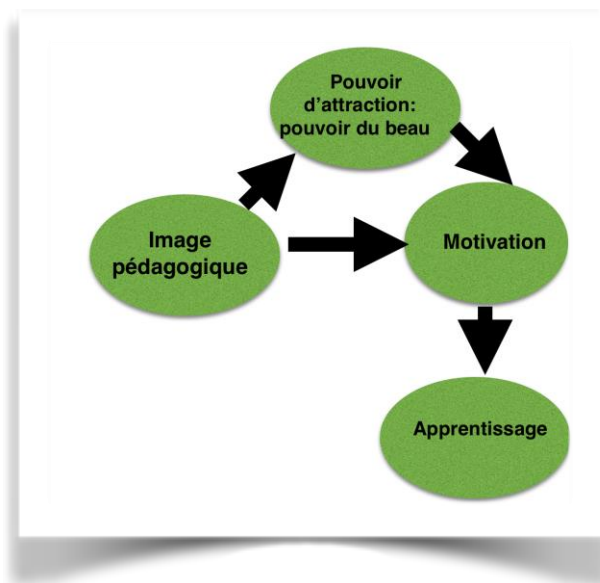 Pouvoir
d'attraction:
pouvoir du beau
Image
pédagogique
Motivation
Apprentissage